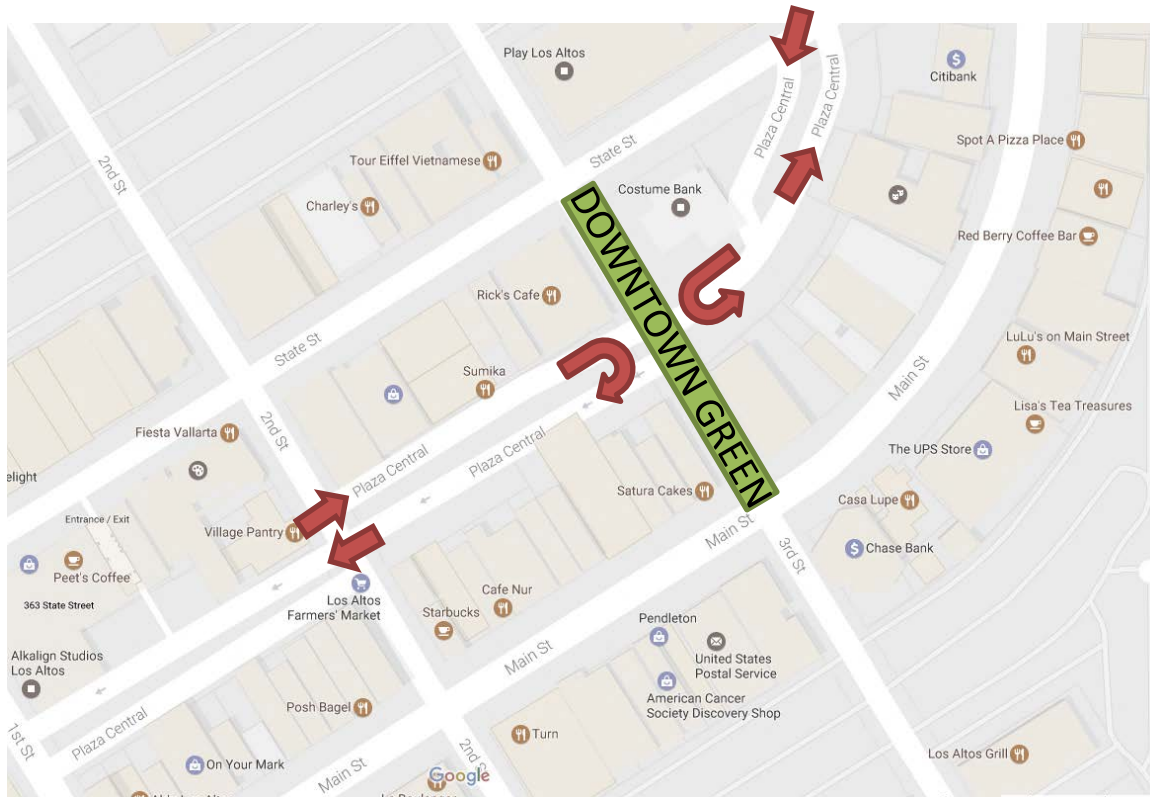 Play Los Altos
Citibank
Plaza Central
Plaza Central
Spot A Pizza Place
State St
2nd St
Tour Eiffel Vietnamese
Costume Bank
Charley's
Red Berry Coffee Bar
DOWNTOWN GREEN
Rick's Cafe
State St
LuLu's on Main Street
Sumika
Main St
Lisa's Tea Treasures
2nd St
Fiesta Vallarta
The UPS Store
Plaza Central
Plaza Central
elight
Satura Cakes
Casa Lupe
Entrance / Exit
Village Pantry
Main St
3rd St
Chase Bank
Peet's Coffee
363 State Street
Los Altos
Farmers' Market
Cafe Nur
Starbucks
Pendleton
Main St
United States
Postal Service
Alkalign Studios
Los Altos
American Cancer
Society Discovery Shop
Posh Bagel
Plaza Central
1st St
Turn
2nd St
Los Altos Grill
On Your Mark
Main St
Google